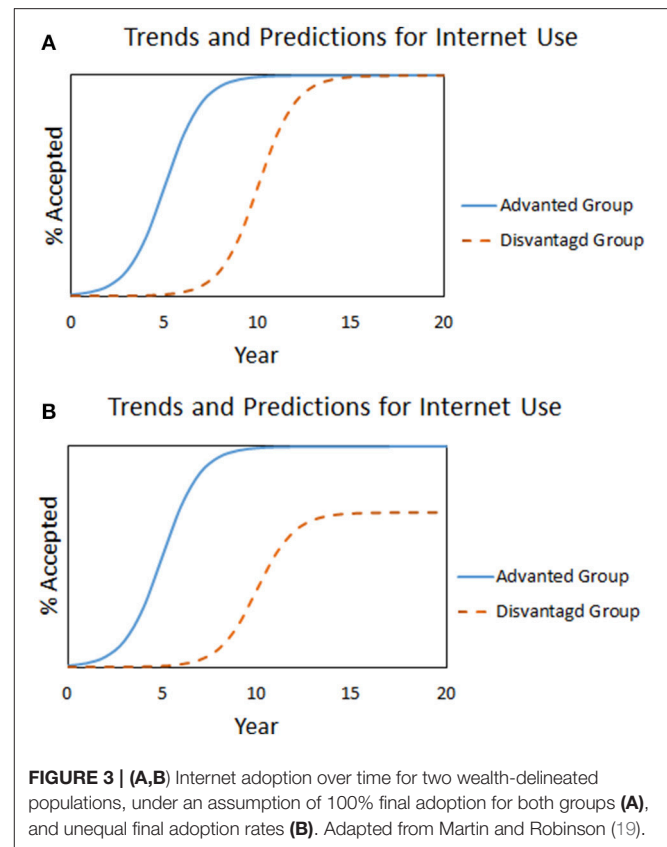 A
Trends and Predictions for Internet Use
% Accepted
Advanted Group
Disvantagd Group
0 5 10 15 20
Year
B
Trends and Predictions for Internet Use
% Accepted
Advanted Group
Disvantagd Group
0 5 10 15 20
Year
FIGURE 3 | (A,B) Internet adoption over time for two wealth-delineated
populations, under an assumption of 100% final adoption for both groups (A),
and unequal final adoption rates (B). Adapted from Martin and Robinson (19).